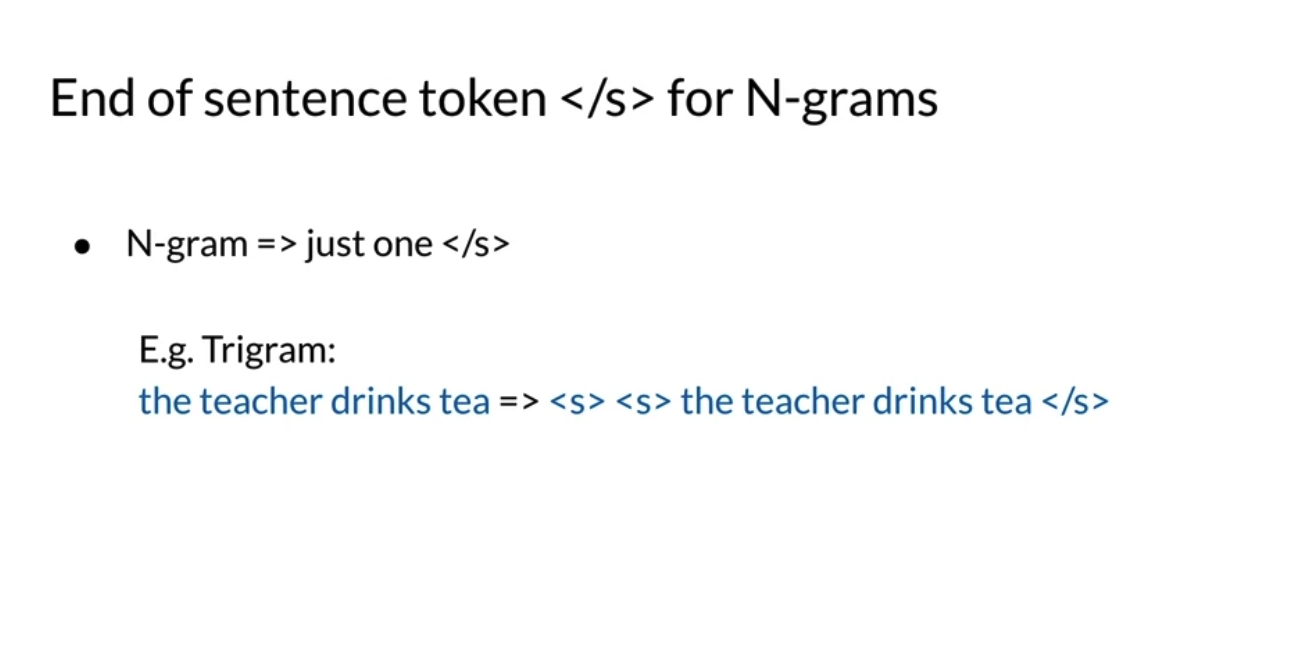 End of sentence token </s> for N-grams
● N-gram => just one </s>
E.g. Trigram:
the teacher drinks tea => <s> <s> the teacher drinks tea </s>